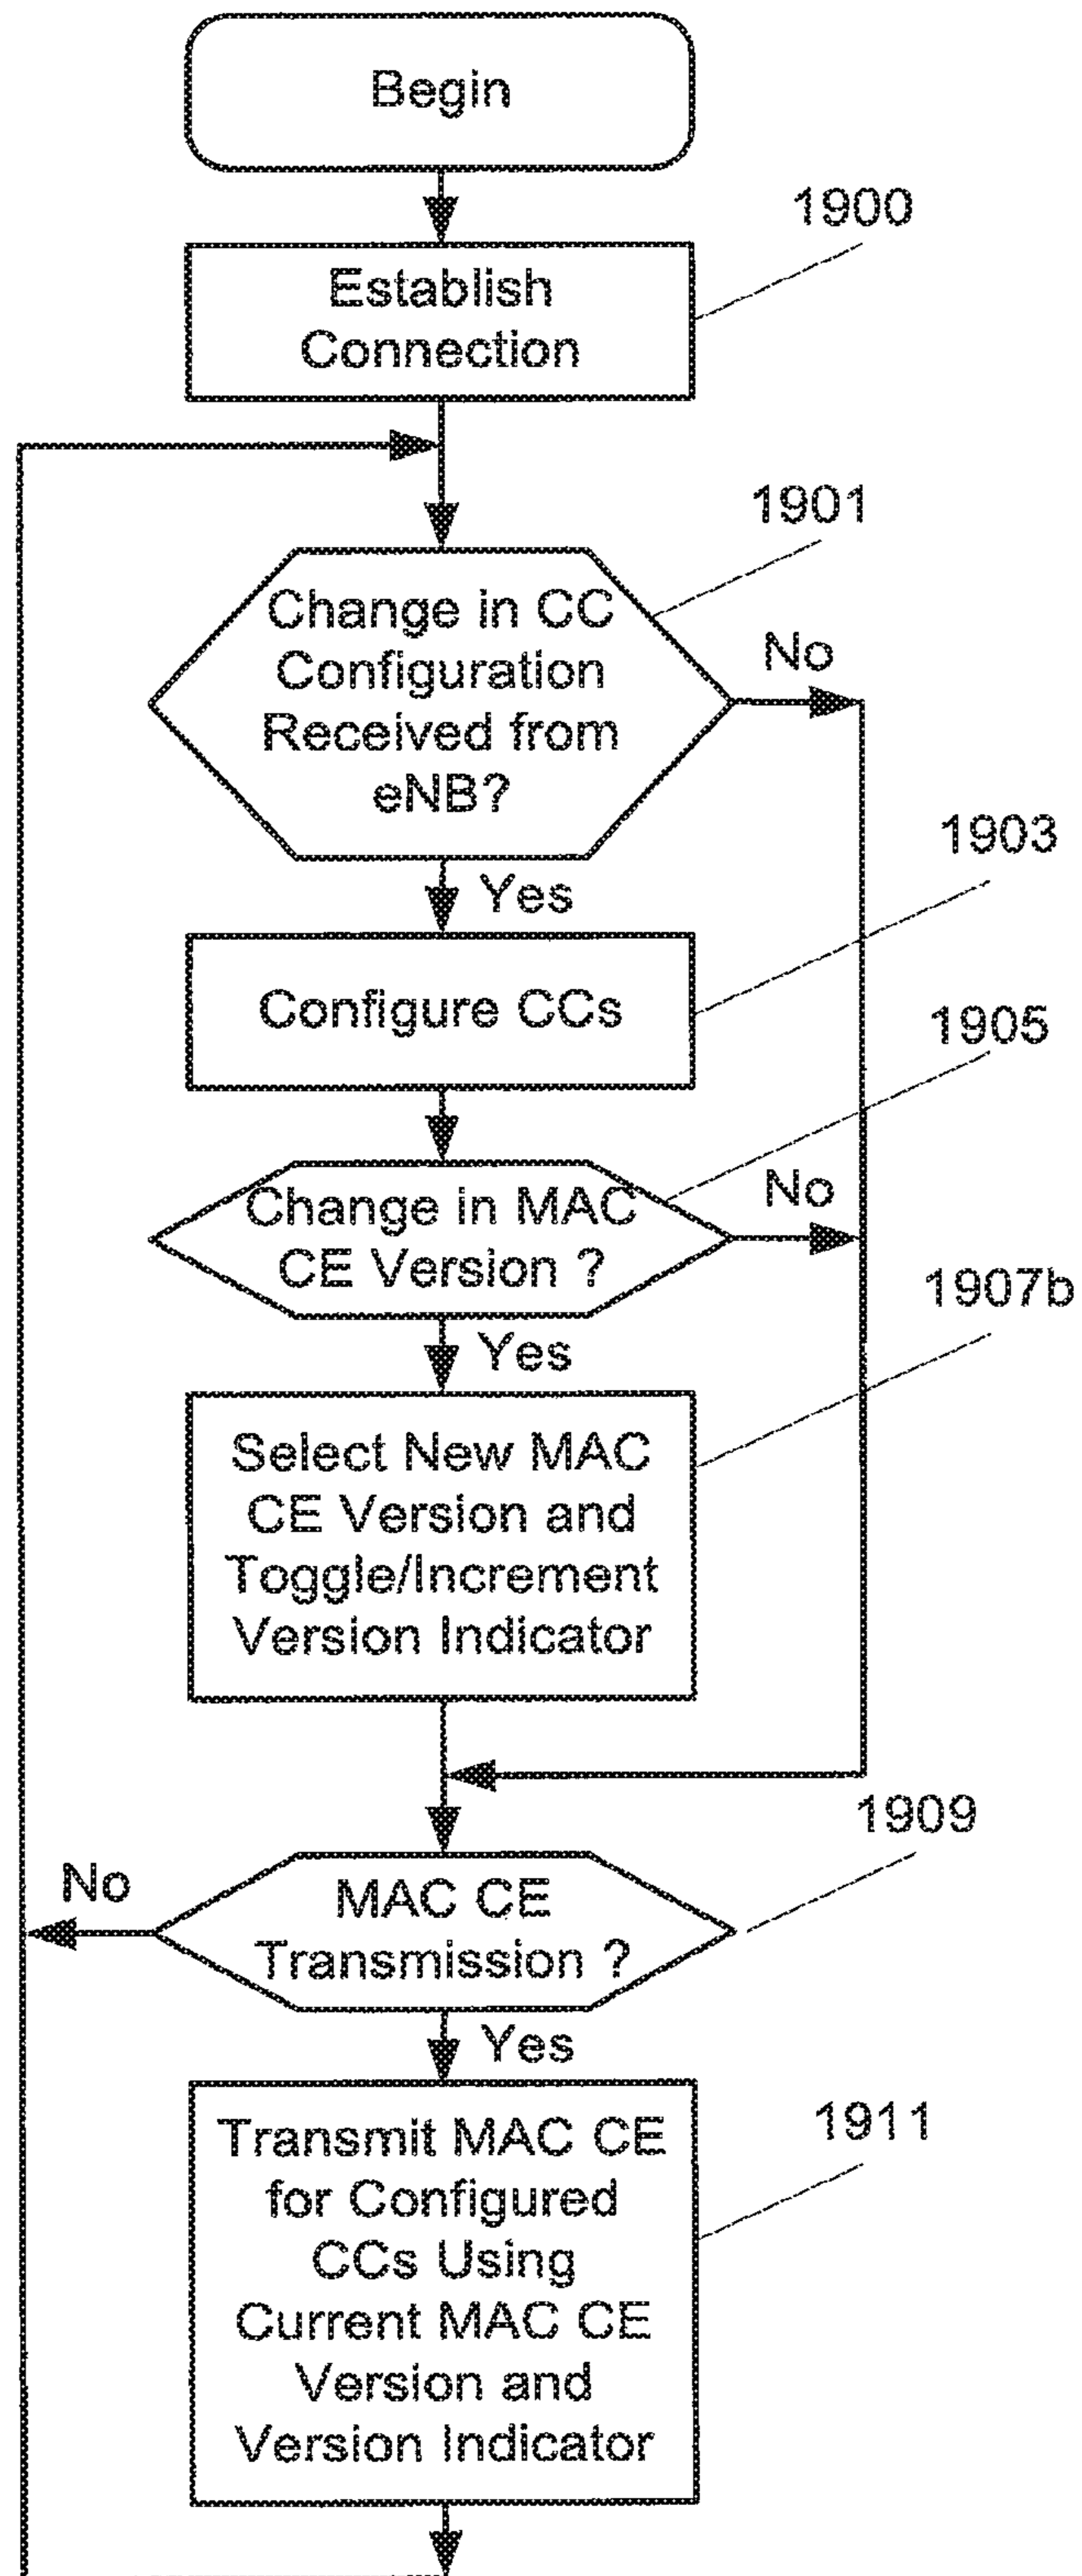 Begin
1900
Establish
Connection
1901
Change in CC
Configuration
Received from
eNB?
No
Yes
1903
Configure CCs
1905
Change in MAC
CE Version ?
No
Yes
1907b
Select New MAC
CE Version and
Toggle/Increment
Version Indicator
1909
MAC CE
Transmission ?
No
Yes
1911
Transmit MAC CE
for Configured
CCs Using
Current MAC CE
Version and
Version Indicator